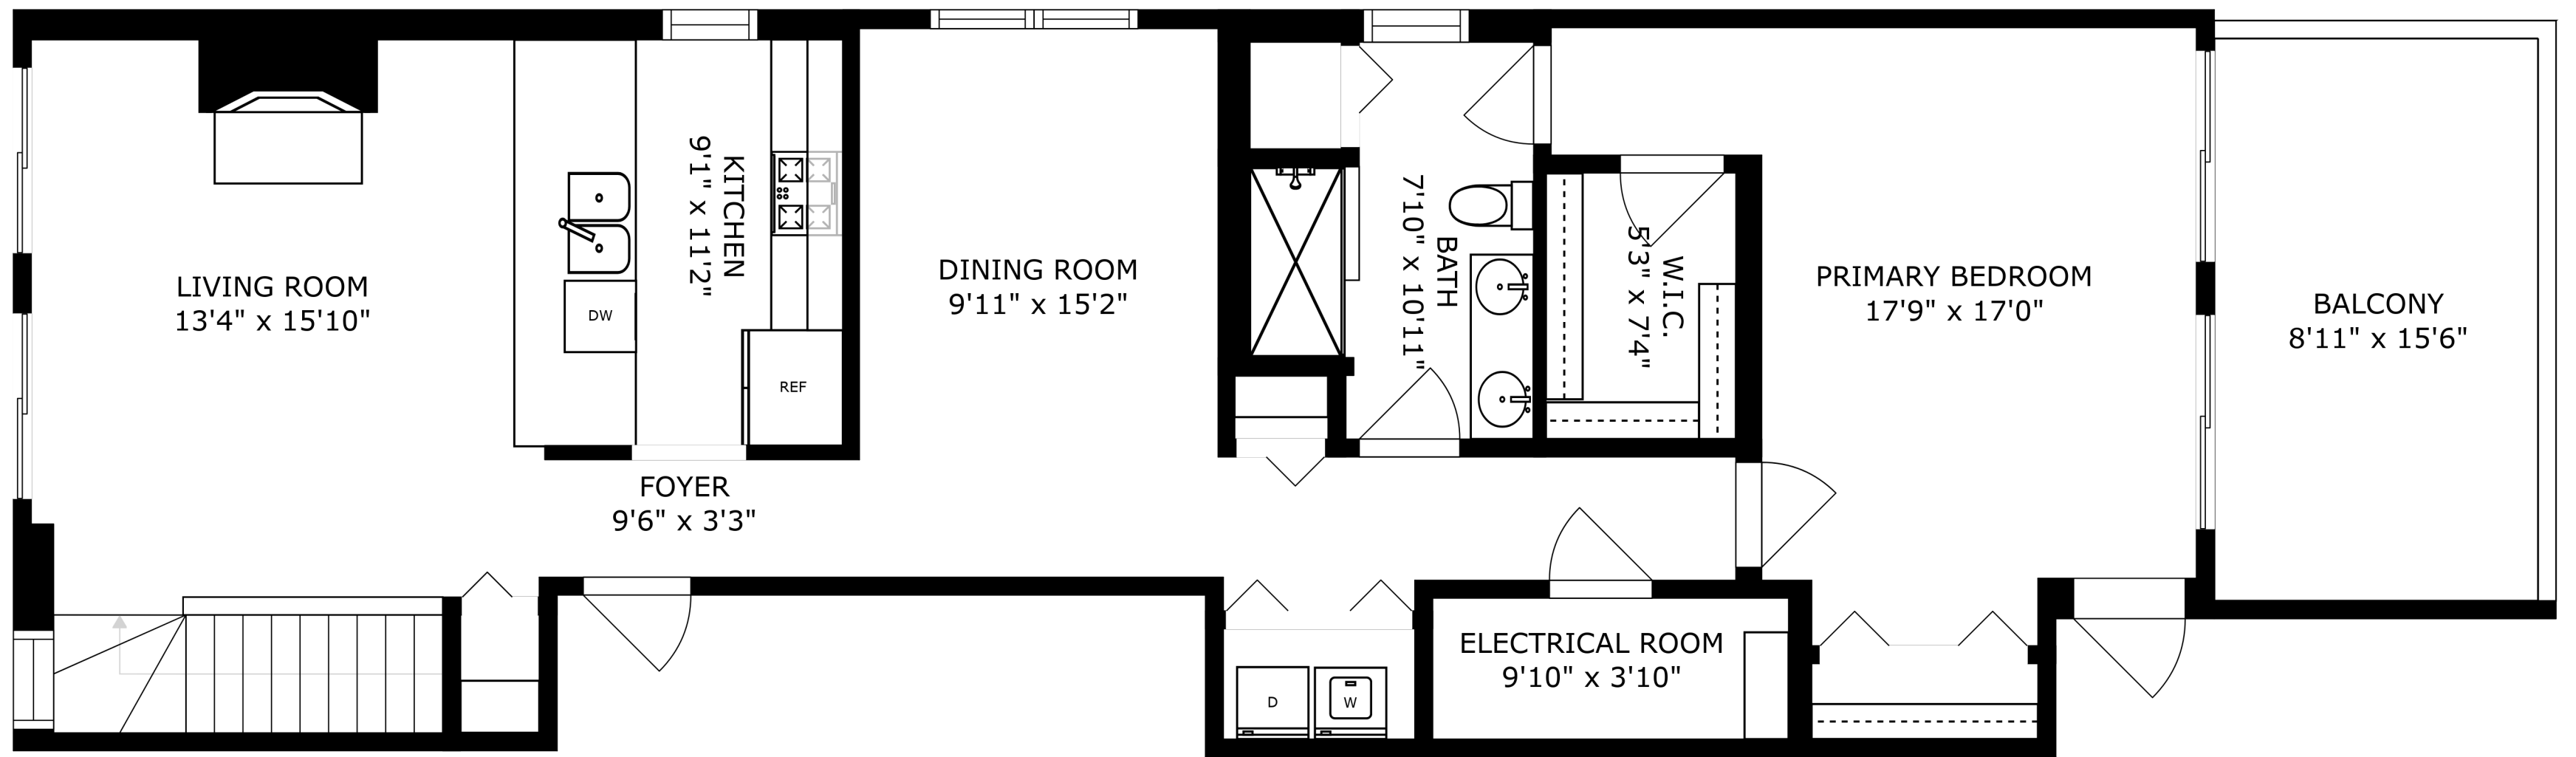 LIVING ROOM
13'4" x 15'10"
KITCHEN
9'1" x 11'2"
DW
REF
FOYER
9'6" x 3'3"
DINING ROOM
9'11" x 15'2"
BATH
7'10" x 10'11"
W.I.C.
5'3" x 7'4"
PRIMARY BEDROOM
17'9" x 17'0"
BALCONY
8'11" x 15'6"
D
W
ELECTRICAL ROOM
9'10" x 3'10"